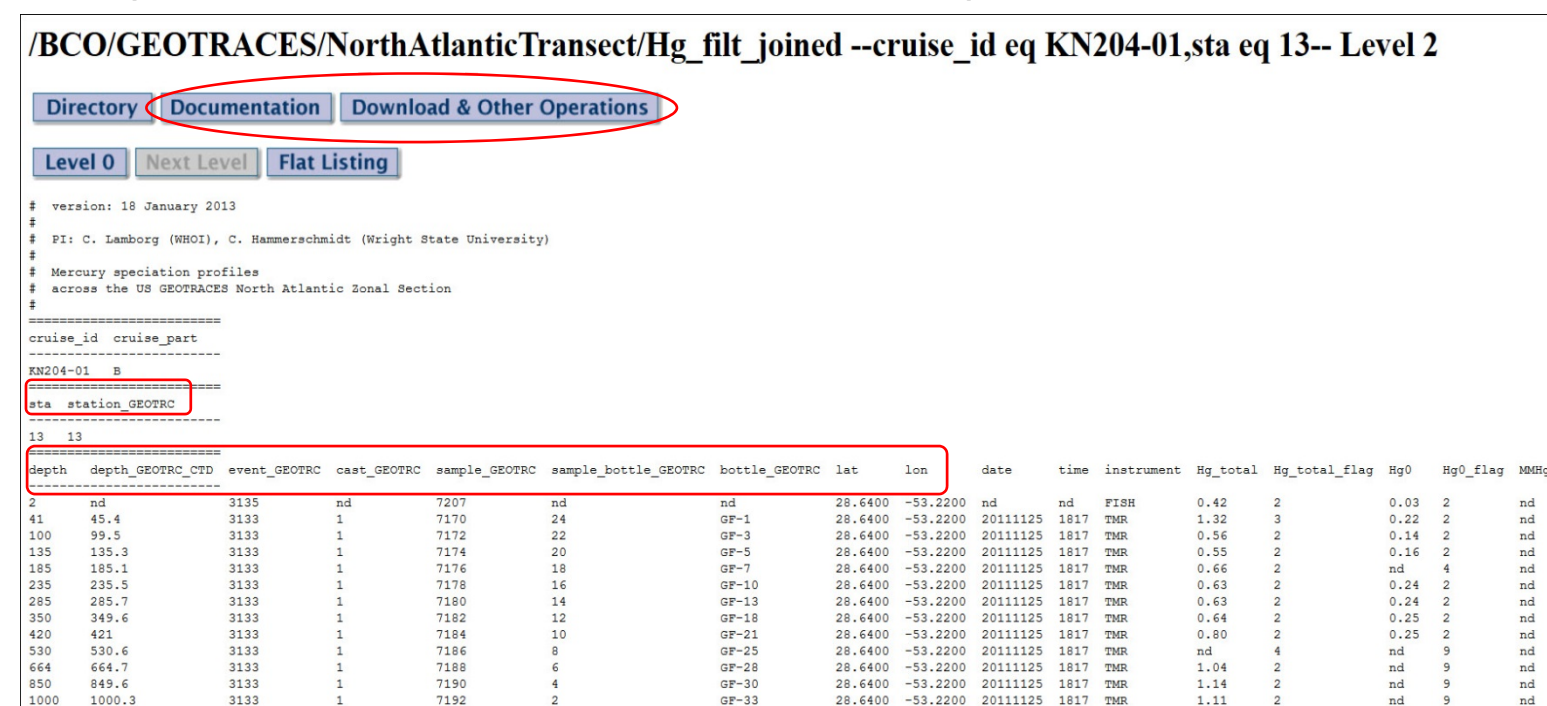 /BCO/GEOTRACES/NorthAtlanticTransect/Hg_filt_joined --cruise_id eq KN204-01,sta eq 13-- Level 2
Directory Documentation Download & Other Operations
Level 0 Next Level Flat Listing
# version: 18 January 2013
#
# PI: C. Lamborg (WHOI), C. Hammerschmidt (Wright State University)
#
# Mercury speciation profiles
# across the US GEOTRACES North Atlantic Zonal Section
#
=========================
cruise_id cruise_part
-------------------------
KN204-01 B
=========================
sta station_GEOTRC
-------------------------
13 13
=========================
depth depth_GEOTRC_CTD event_GEOTRC cast_GEOTRC sample_GEOTRC sample_bottle_GEOTRC bottle_GEOTRC lat lon date time instrument Hg_total Hg_total_flag Hg0 Hg0_flag MMHg
-------------------------
2 nd 3135 nd 7207 nd nd 28.6400 -53.2200 nd nd FISH 0.42 2 0.03 2 nd
41 45.4 3133 1 7170 24 GF-1 28.6400 -53.2200 20111125 1817 TMR 1.32 3 0.22 2 nd
100 99.5 3133 1 7172 22 GF-3 28.6400 -53.2200 20111125 1817 TMR 0.56 2 0.14 2 nd
135 135.3 3133 1 7174 20 GF-5 28.6400 -53.2200 20111125 1817 TMR 0.55 2 0.16 2 nd
185 185.1 3133 1 7176 18 GF-7 28.6400 -53.2200 20111125 1817 TMR 0.66 2 nd 4 nd
235 235.5 3133 1 7178 16 GF-10 28.6400 -53.2200 20111125 1817 TMR 0.63 2 0.24 2 nd
285 285.7 3133 1 7180 14 GF-13 28.6400 -53.2200 20111125 1817 TMR 0.63 2 0.24 2 nd
350 349.6 3133 1 7182 12 GF-18 28.6400 -53.2200 20111125 1817 TMR 0.64 2 0.25 2 nd
420 421 3133 1 7184 10 GF-21 28.6400 -53.2200 20111125 1817 TMR 0.80 2 0.25 2 nd
530 530.6 3133 1 7186 8 GF-25 28.6400 -53.2200 20111125 1817 TMR nd 4 nd 9 nd
664 664.7 3133 1 7188 6 GF-28 28.6400 -53.2200 20111125 1817 TMR 1.04 2 nd 9 nd
850 849.6 3133 1 7190 4 GF-30 28.6400 -53.2200 20111125 1817 TMR 1.14 2 nd 9 nd
1000 1000.3 3133 1 7192 2 GF-33 28.6400 -53.2200 20111125 1817 TMR 1.11 2 nd 9 nd